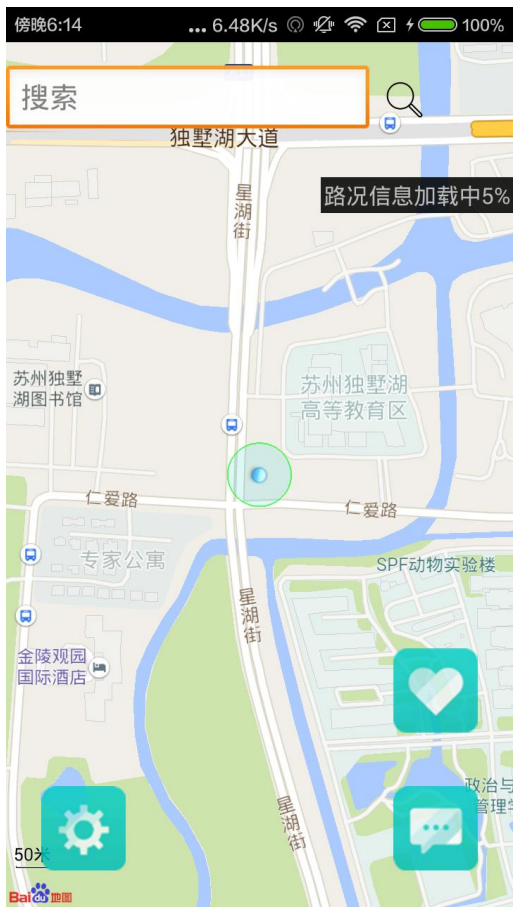 傍晚6:14 ... 6.48K/s 100%
搜索
独墅湖大道
星湖街
路况信息加载中5%
苏州独墅
湖图书馆
苏州独墅湖
高等教育区
仁爱路
仁爱路
专家公寓
SPF动物实验楼
星湖街
金陵观园
国际酒店
政治与
管理学
星湖街
50米
Baidu地图